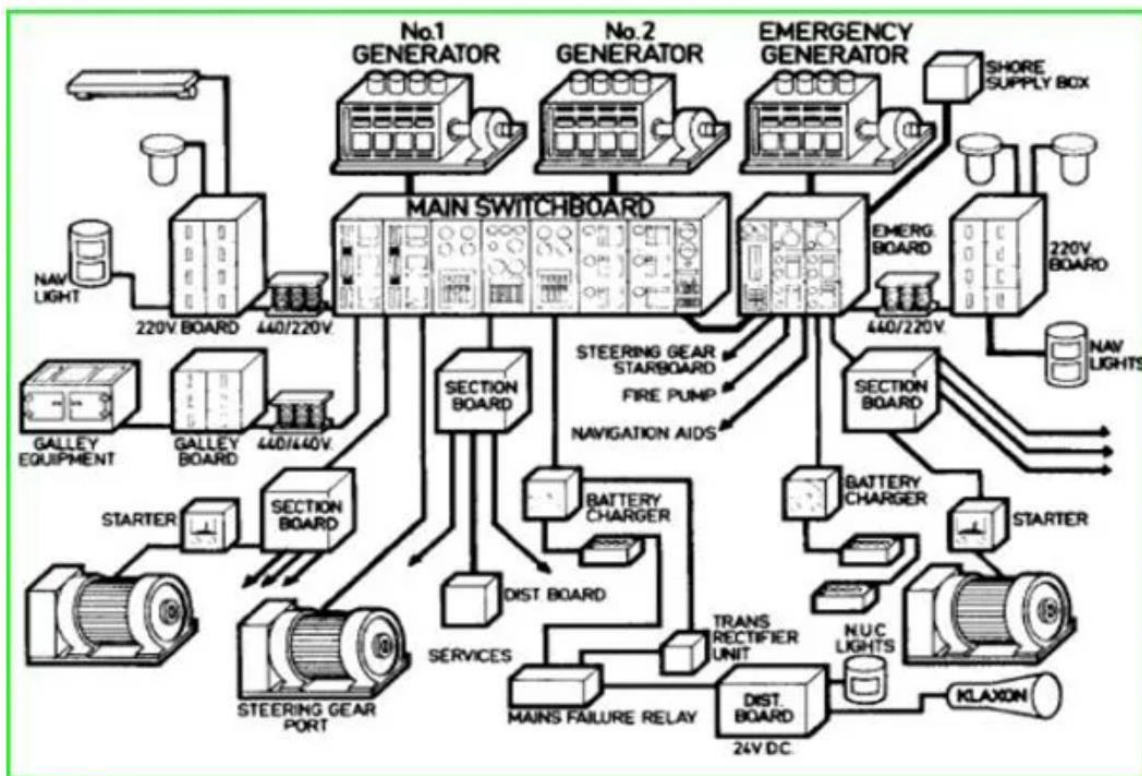 No.1
GENERATOR
No.2
GENERATOR
EMERGENCY
GENERATOR
SHORE
SUPPLY BOX
MAIN SWITCHBOARD
EMERG.
BOARD
220V.
BOARD
NAV
LIGHT
220V. BOARD
440/220V.
440/220V.
NAV
LIGHTS
STEERING GEAR
STARBOARD
FIRE PUMP
NAVIGATION AIDS
SECTION
BOARD
SECTION
BOARD
GALLEY
EQUIPMENT
GALLEY
BOARD
440/440V.
STARTER
SECTION
BOARD
BATTERY
CHARGER
BATTERY
CHARGER
STARTER
DIST. BOARD
SERVICES
TRANS
RECTIFIER
UNIT
N.U.C.
LIGHTS
STEERING GEAR
PORT
MAINS FAILURE RELAY
DIST.
BOARD
24V D.C.
KLAXON